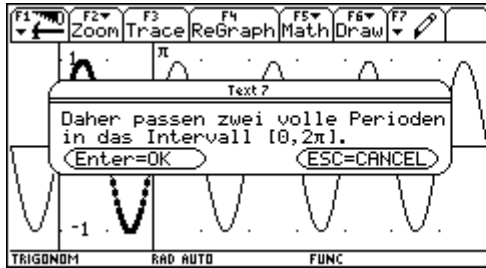 F1 F2 Zoom F3 Trace F4 ReGraph F5 Math F6 Draw F7
1
π
Text 7
Daher passen zwei volle Perioden
in das Intervall [0,2π].
Enter=OK ESC=CANCEL
-1
TRIGONOM RAD AUTO FUNC